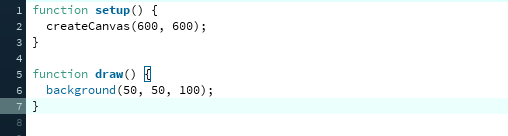 1 function setup() {
2 createCanvas(600, 600);
3 }
4
5 function draw() {
6 background(50, 50, 100);
7 }
8